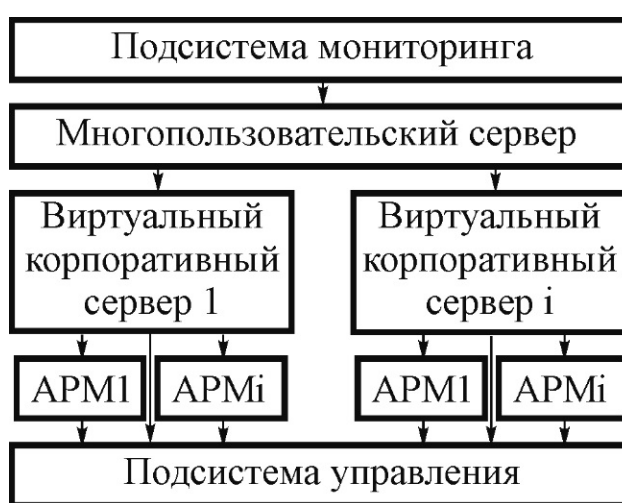 Подсистема мониторинга
Многопользовательский сервер
Виртуальный
корпоративный
сервер 1
Виртуальный
корпоративный
сервер i
АРМ1
АРМi
АРМ1
АРМi
Подсистема управления